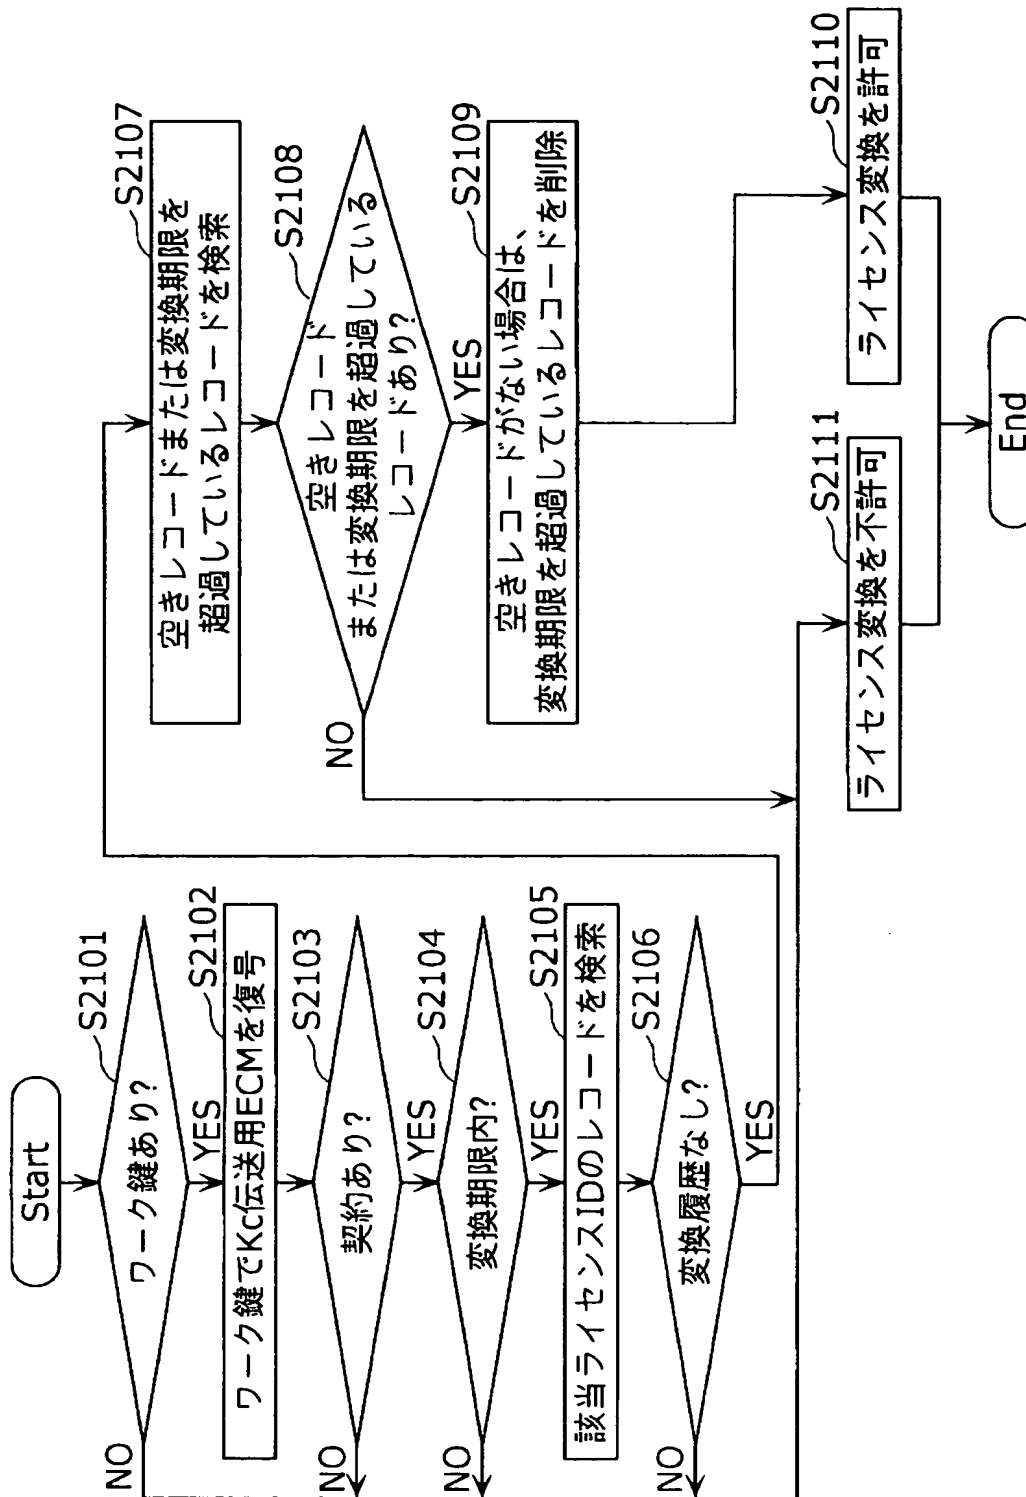 Start
S2101
ワーク鍵あり?
NO
YES
S2102
ワーク鍵でKc伝送用ECMを復号
S2103
契約あり?
NO
YES
S2104
変換期限内?
NO
YES
S2105
該当ライセンスIDのレコードを検索
S2106
変換履歴なし?
NO
YES
S2107
空きレコードまたは変換期限を
超過しているレコードを検索
S2108
空きレコード
または変換期限を超過している
レコードあり?
NO
YES
S2109
空きレコードがない場合は、
変換期限を超過しているレコードを削除
S2110
ライセンス変換を許可
S2111
ライセンス変換を不許可
End